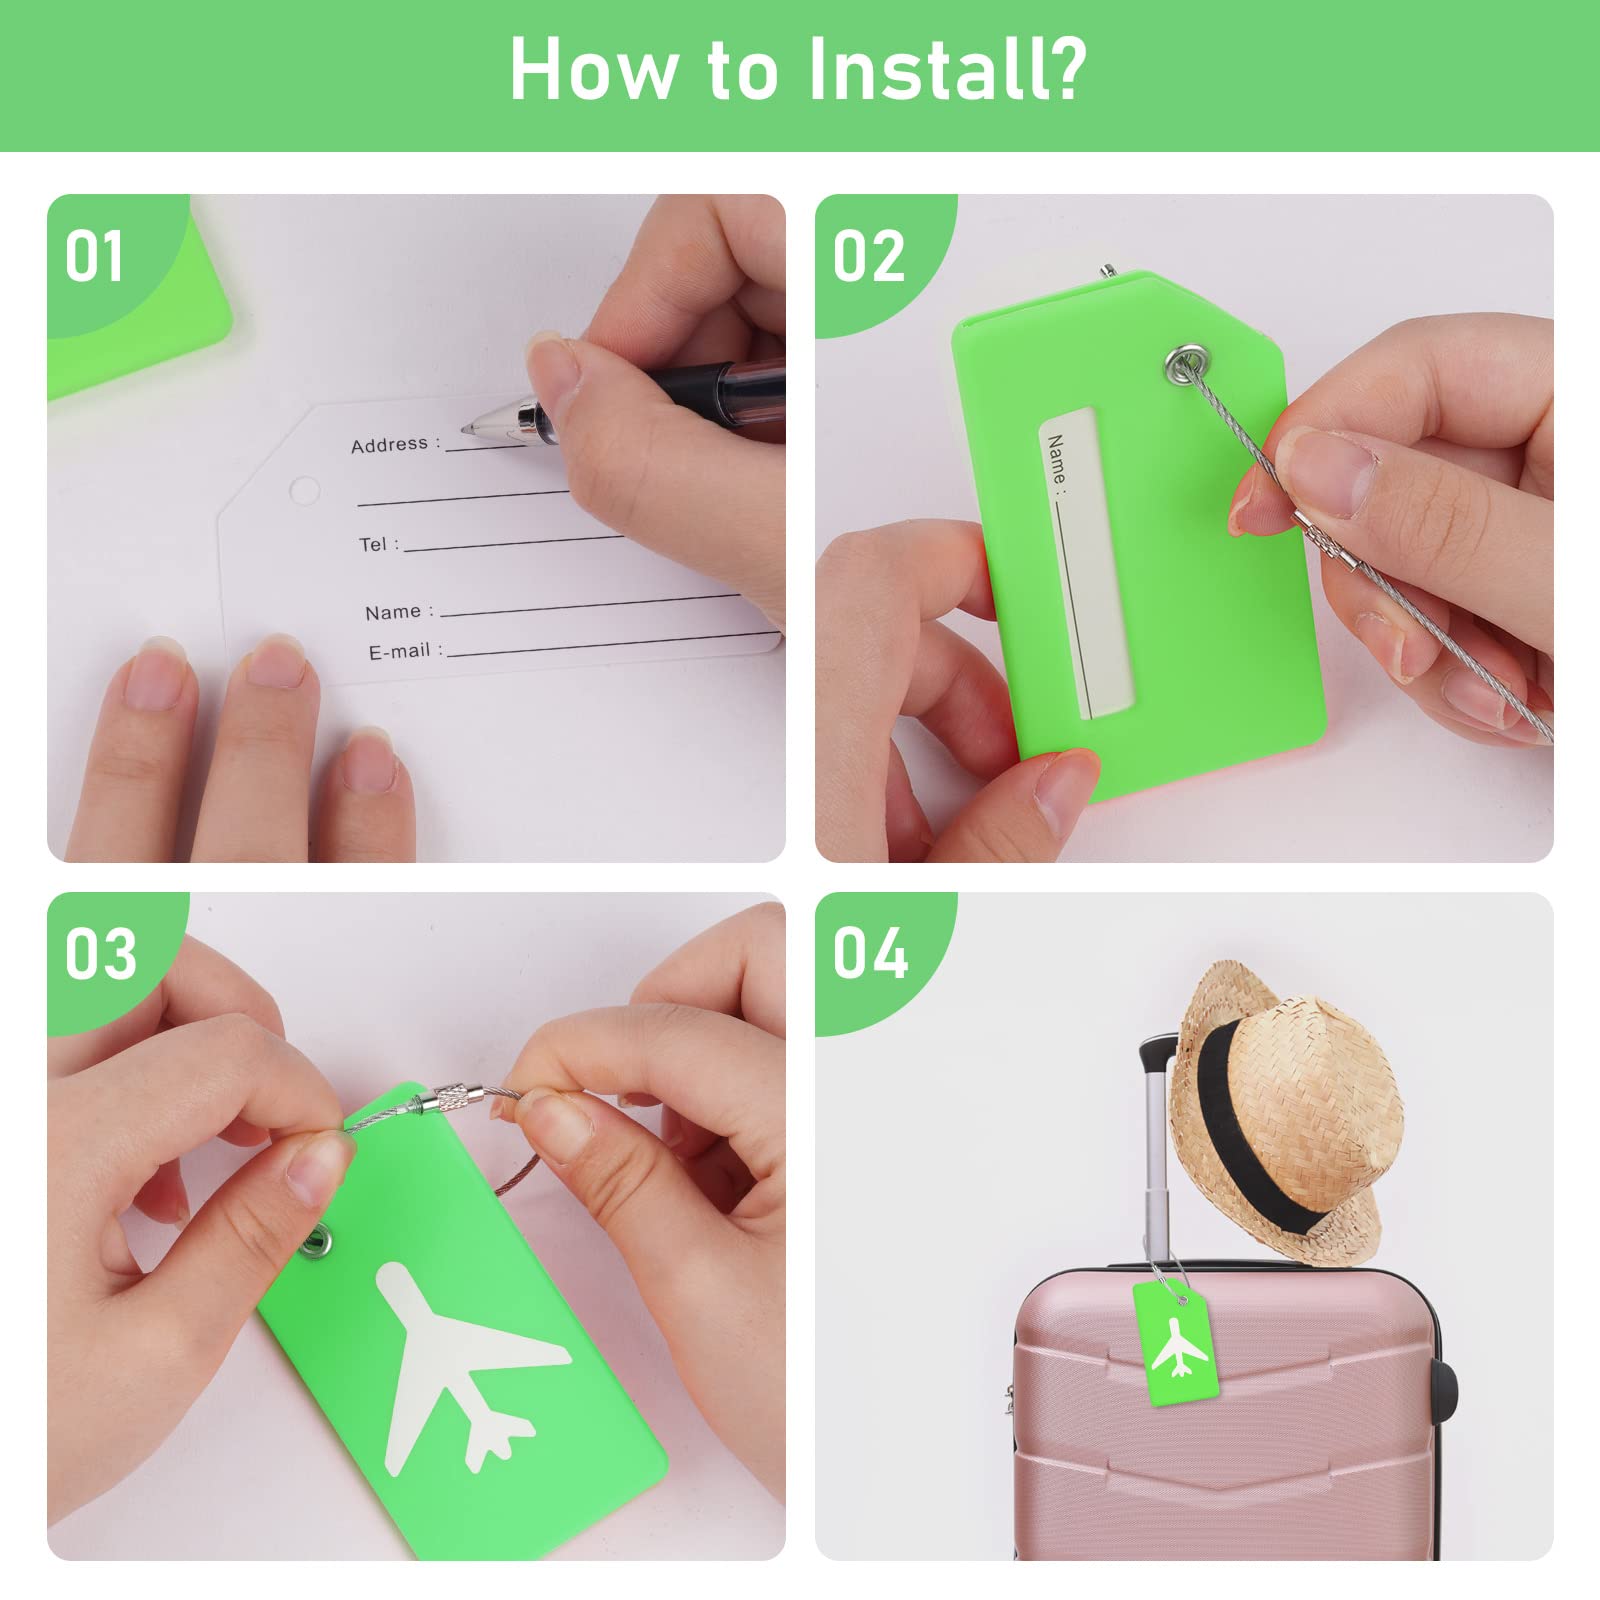 How to Install?
01
Address :
Tel :
Name :
E-mail :
02
Name :
03
04